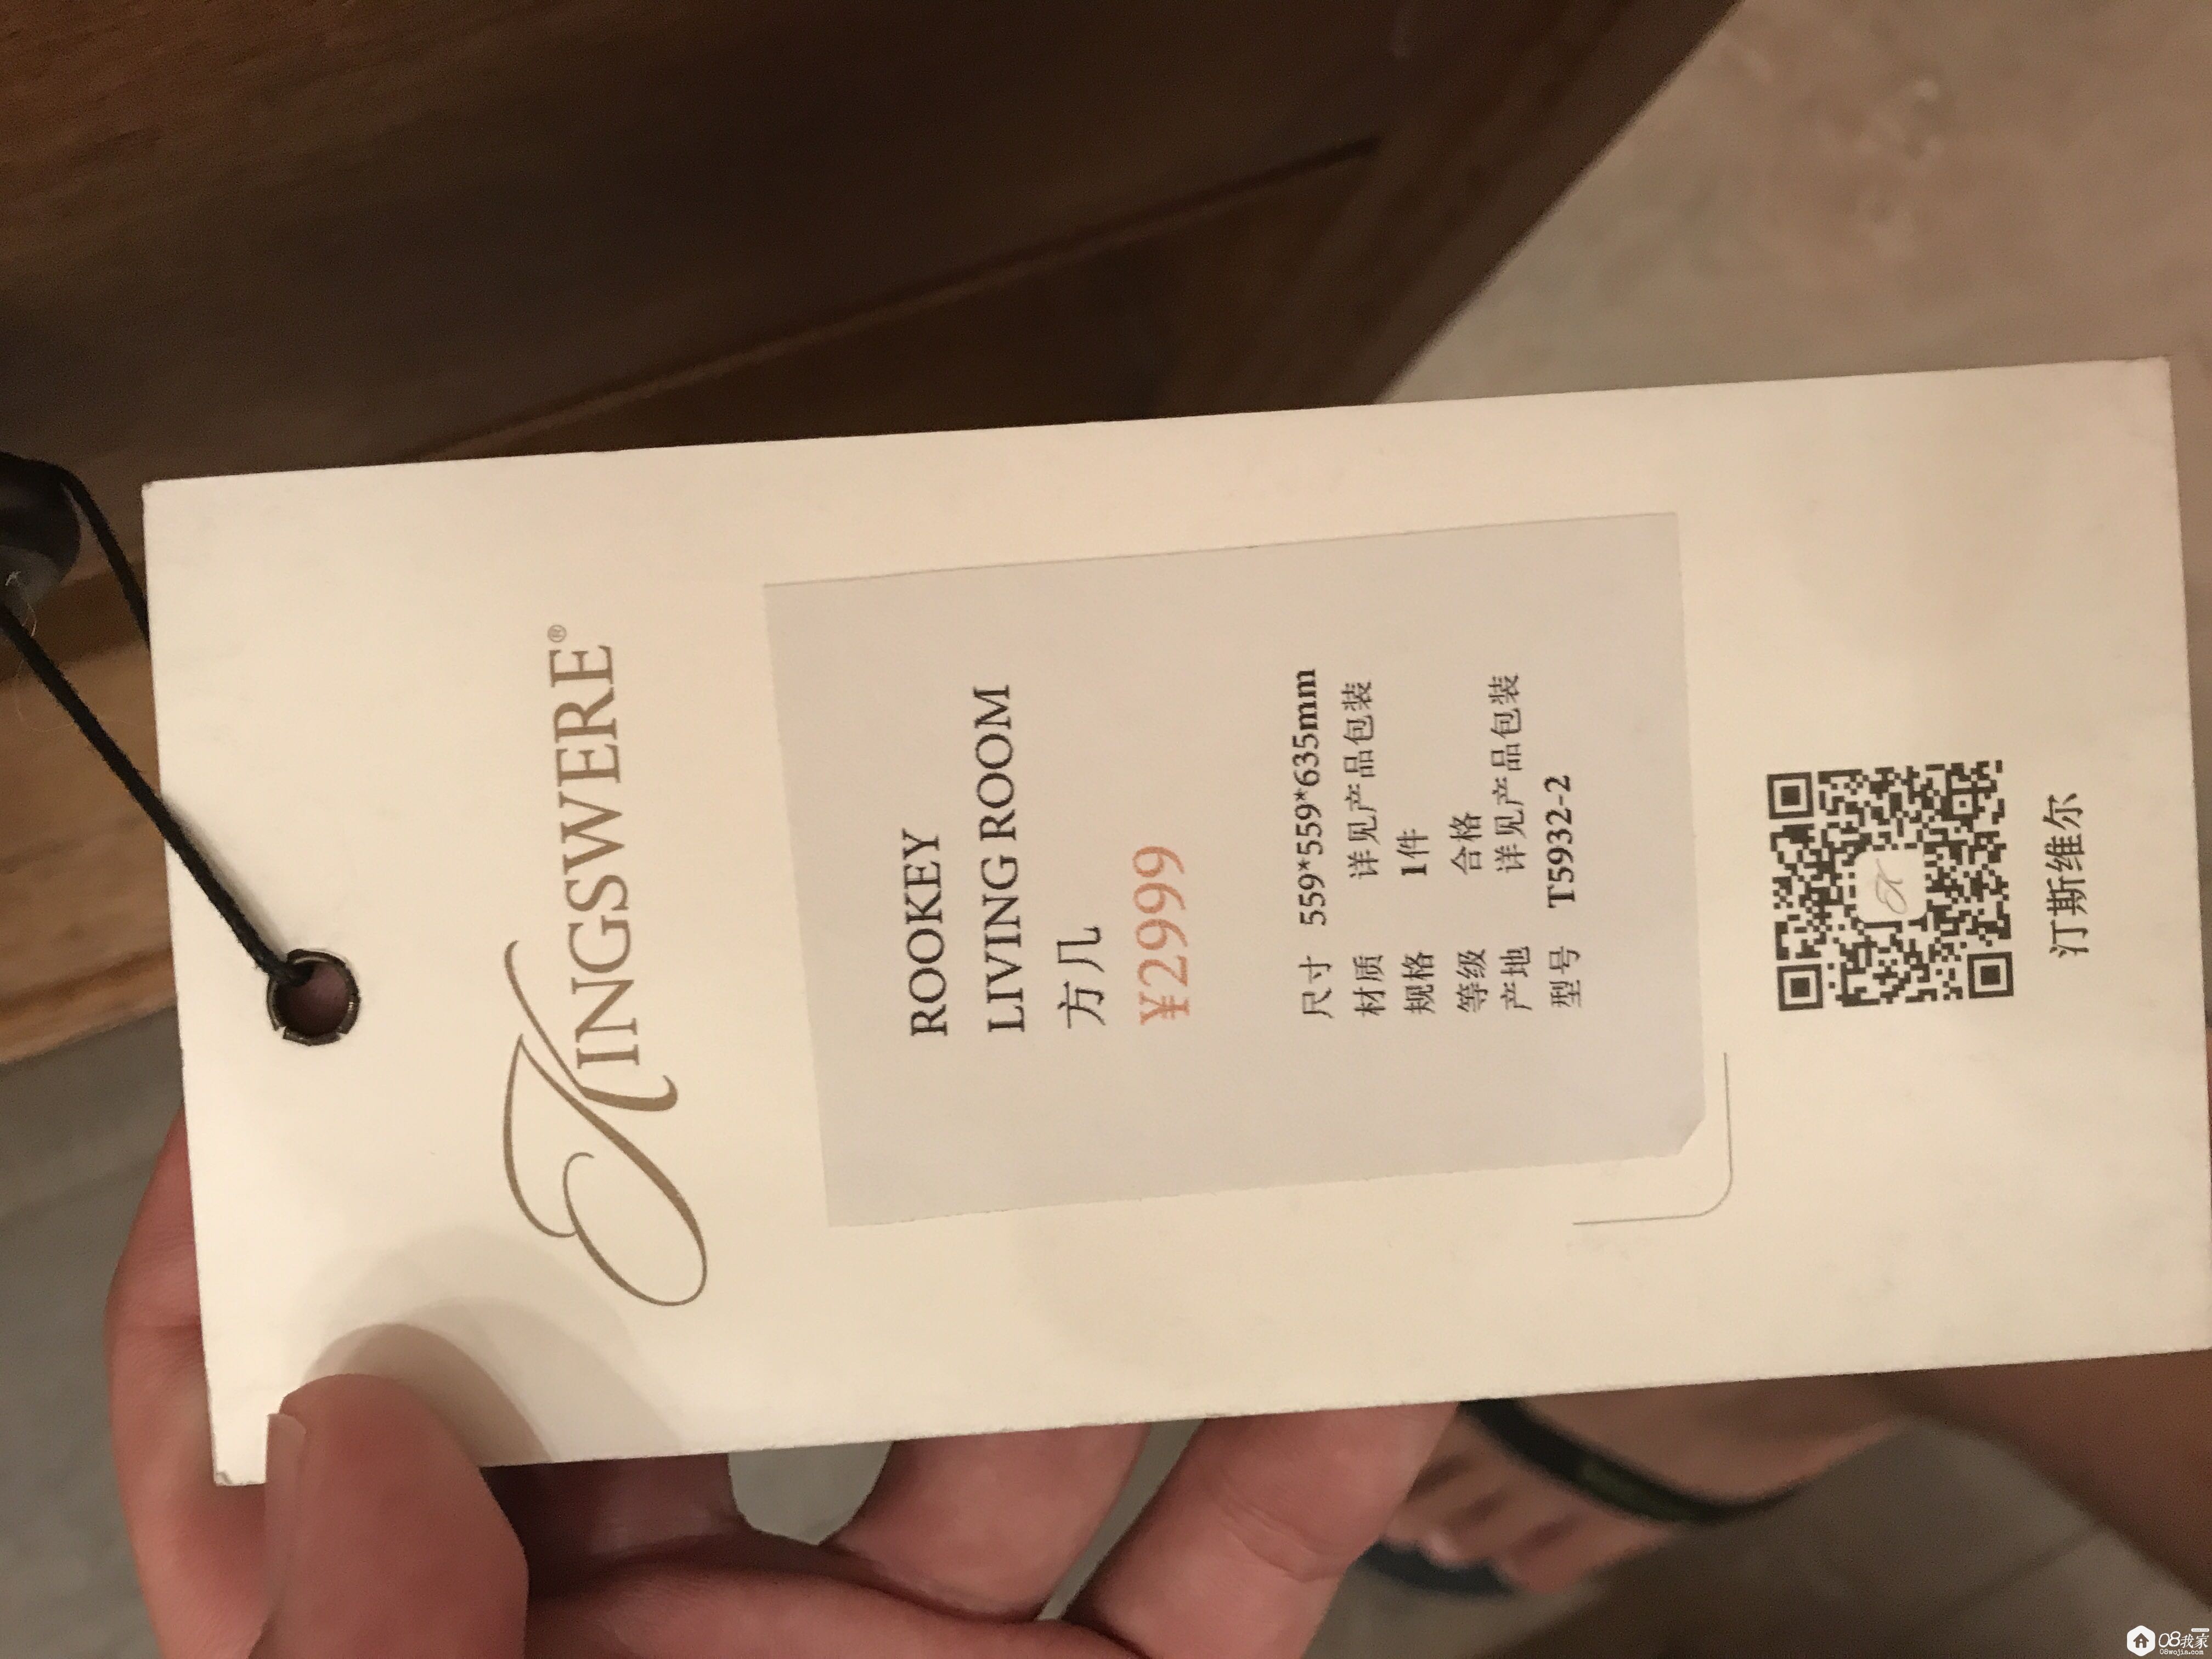 KINGSWERE®
ROOKEY
LIVING ROOM
方几
¥2999
尺寸 559*559*635mm
材质 详见产品包装
规格 1件
等级 合格
产地 详见产品包装
型号 T5932-2
汀斯维尔
08我家
08wojia.com